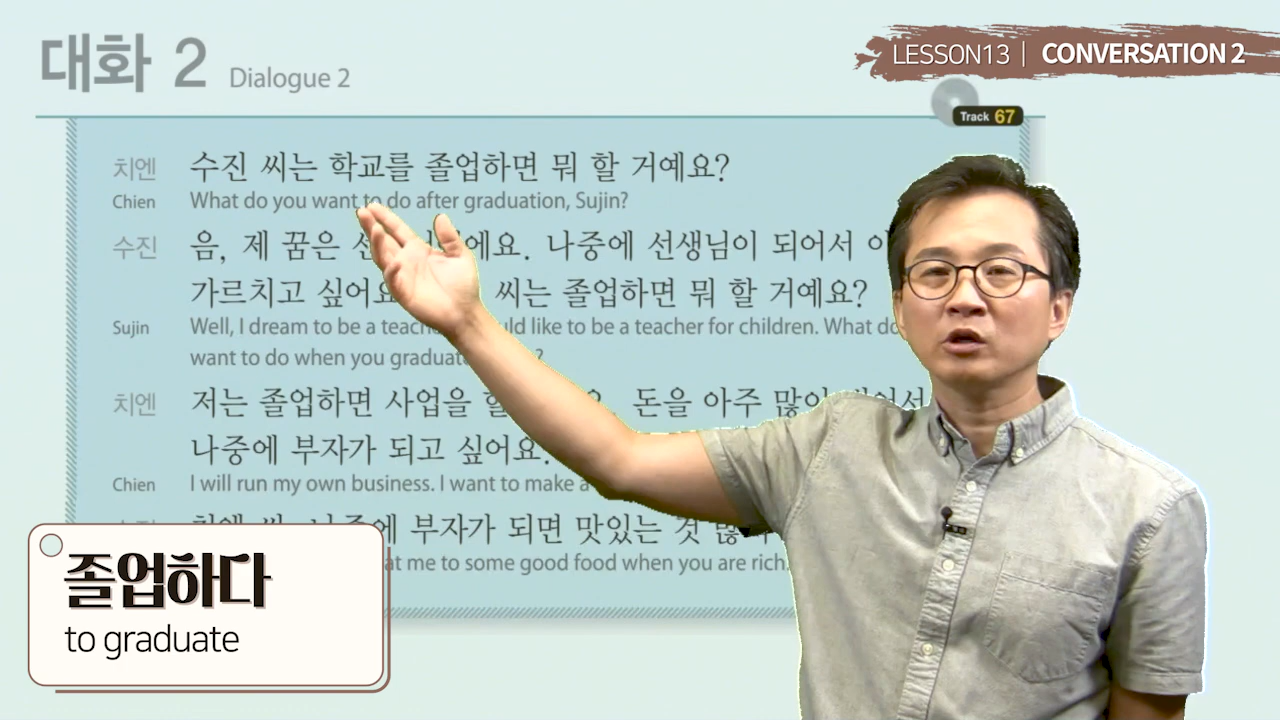 대화 2 Dialogue 2
LESSON13 | CONVERSATION 2
Track 67
치엔 수진 씨는 학교를 졸업하면 뭐 할 거예요?
Chien What do you want to do after graduation, Sujin?
수진 음, 제 꿈은 나중에 선생님이 되어서
가르치고 싶어요 씨는 졸업하면 뭐 할 거예요?
Sujin Well, I dream to be a like to be a teacher for children. What
want to do when you
치엔 저는 졸업하면 사업을 돈을 아주 많이
나중에 부자가 되고 싶어요.
Chien I will run my own business. I want to make a
나중에 부자가 되면 맛있는 것
at me to some good food when you are rich.
졸업하다
to graduate